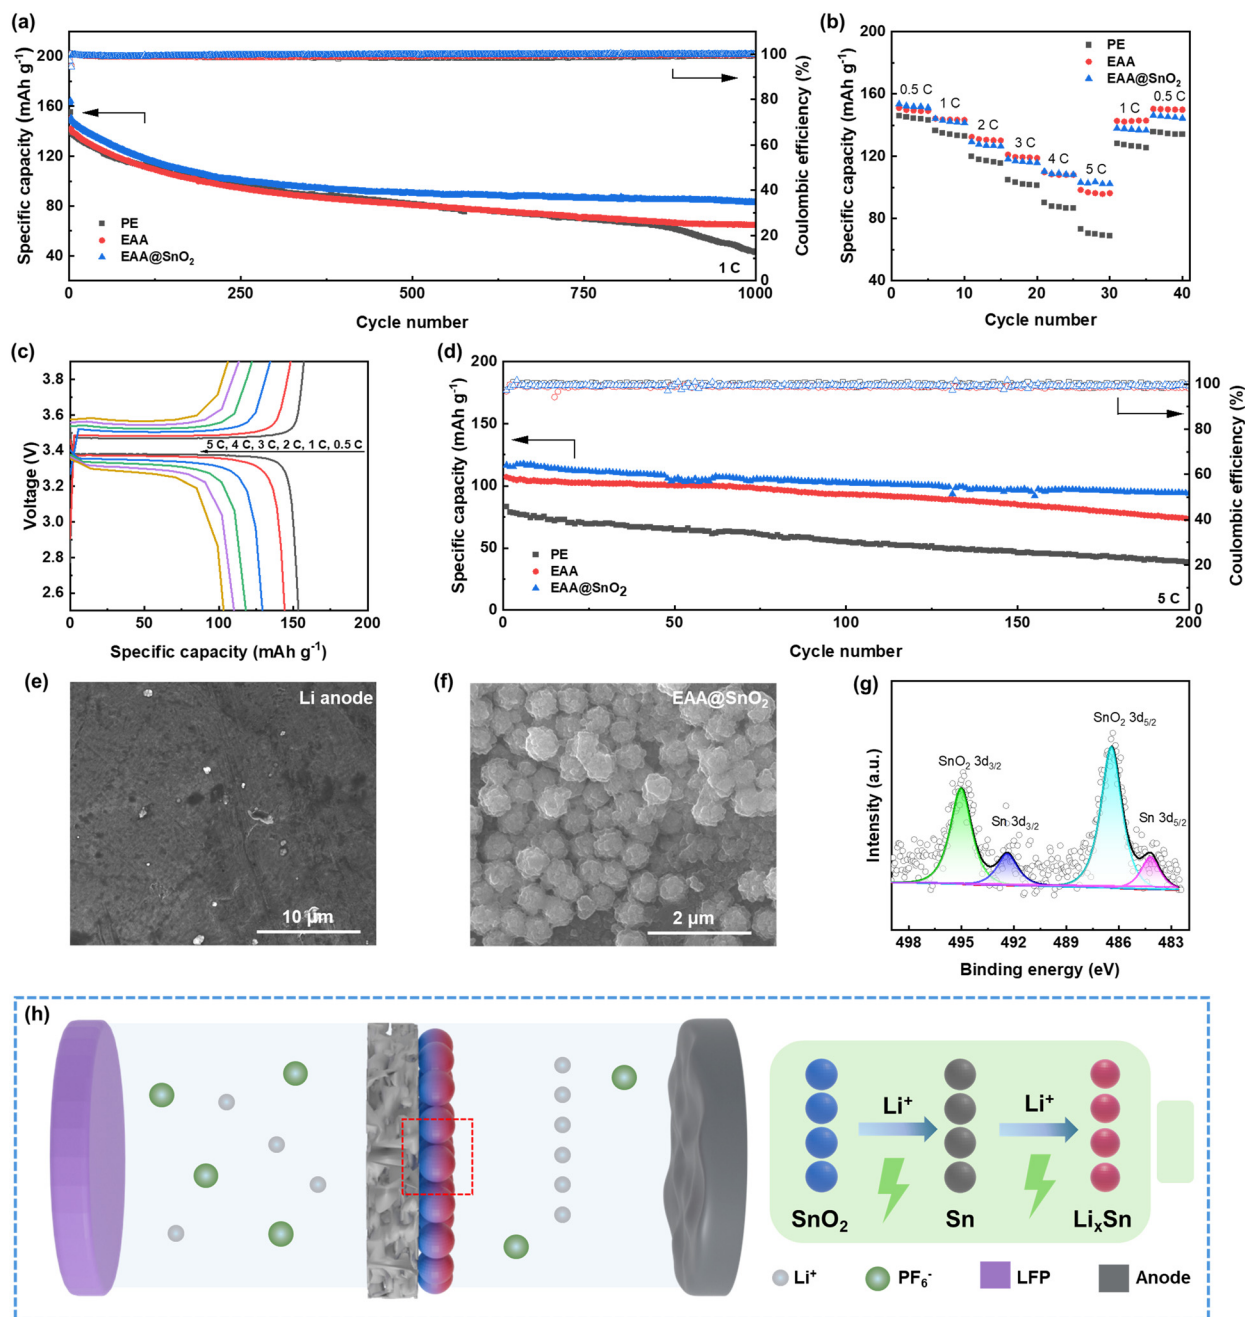 (a)
200
160
120
80
40
Specific capacity (mAh g-1)
100
80
60
40
20
0
Coulombic efficiency (%)
PE
EAA
EAA@SnO2
1 C
0
250
500
750
1000
Cycle number
(b)
200
160
120
80
40
Specific capacity (mAh g-1)
PE
EAA
EAA@SnO2
0.5 C
1 C
2 C
3 C
4 C
5 C
1 C
0.5 C
0
10
20
30
40
Cycle number
(c)
3.8
3.6
3.4
3.2
3.0
2.8
2.6
Voltage (V)
5 C, 4 C, 3 C, 2 C, 1 C, 0.5 C
0
50
100
150
200
Specific capacity (mAh g-1)
(d)
200
150
100
50
0
Specific capacity (mAh g-1)
100
80
60
40
20
0
Coulombic efficiency (%)
PE
EAA
EAA@SnO2
5 C
0
50
100
150
200
Cycle number
(e)
Li anode
10 μm
(f)
EAA@SnO2
2 μm
(g)
Intensity (a.u.)
SnO2 3d5/2
SnO2 3d3/2
Sn 3d3/2
Sn 3d5/2
498
495
492
489
486
483
Binding energy (eV)
(h)
Li+
Li+
SnO2
Sn
LixSn
Li+
PF6-
LFP
Anode